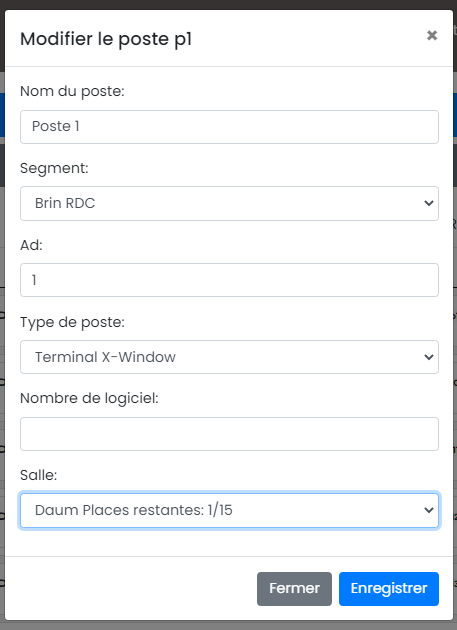 Modifier le poste p1
×
Nom du poste:
Poste 1
Segment:
Brin RDC
Ad:
1
Type de poste:
Terminal X-Window
Nombre de logiciel:
Salle:
Daum Places restantes: 1/15
Fermer Enregistrer